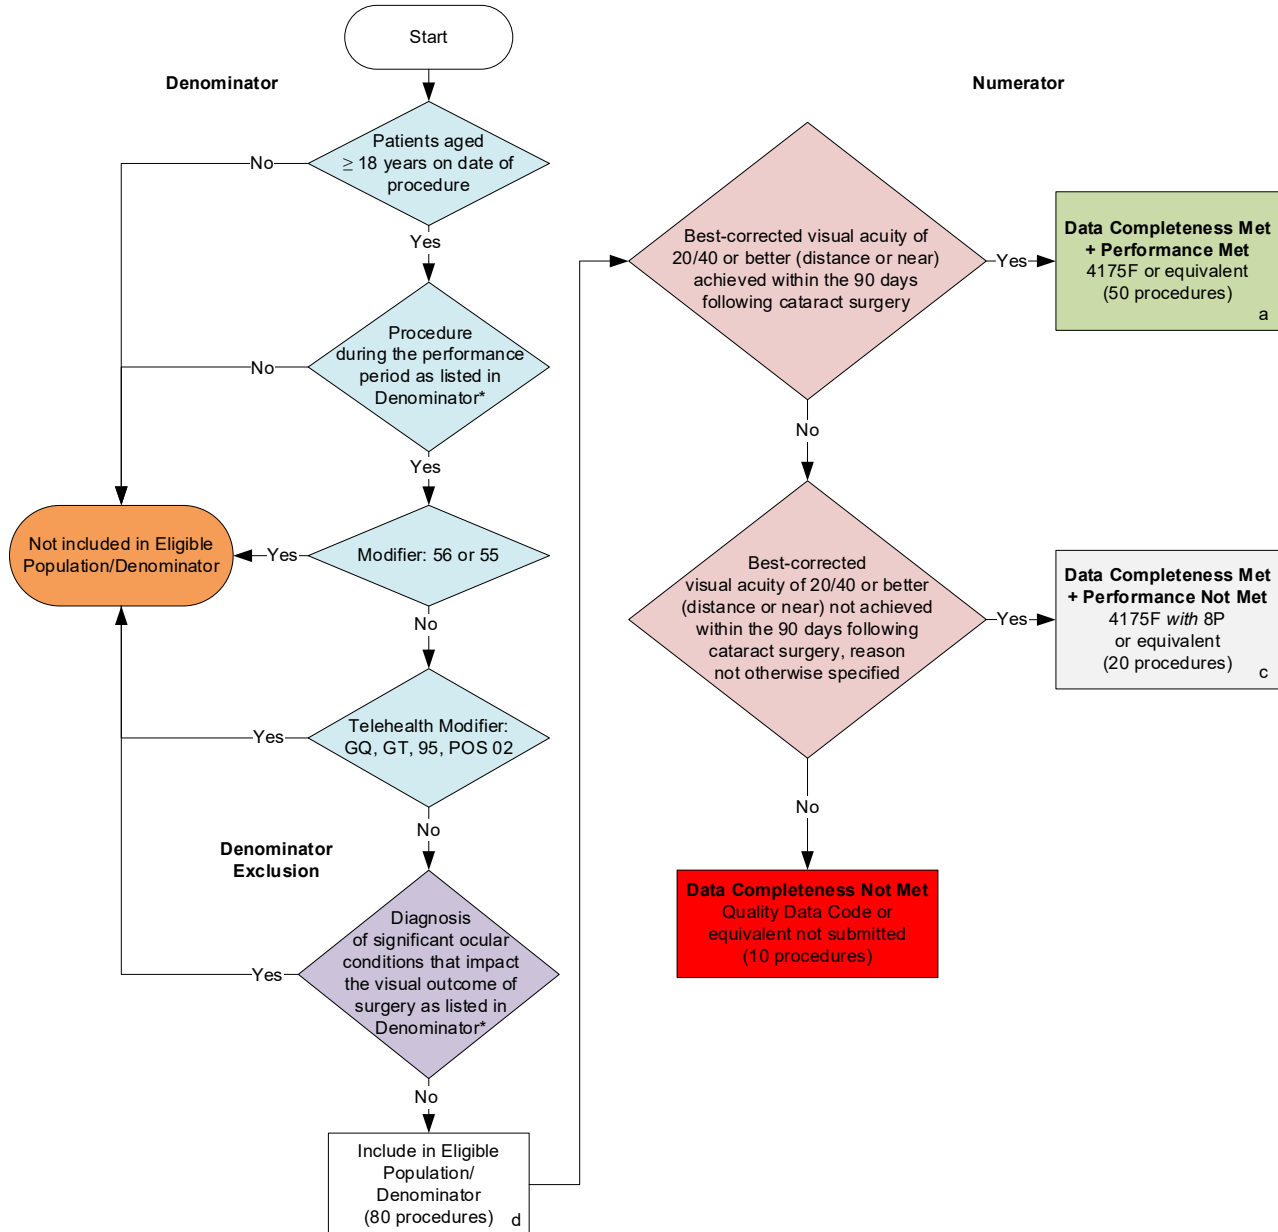 Start
Denominator
Numerator
Patients aged
≥ 18 years on date of
procedure
No
Yes
Procedure
during the performance
period as listed in
Denominator*
No
Yes
Modifier: 56 or 55
Yes
Not included in Eligible
Population/Denominator
No
Telehealth Modifier:
GQ, GT, 95, POS 02
Yes
No
Denominator
Exclusion
Diagnosis
of significant ocular
conditions that impact
the visual outcome of
surgery as listed in
Denominator*
Yes
No
Include in Eligible
Population/
Denominator
(80 procedures)
d
Best-corrected visual acuity of
20/40 or better (distance or near)
achieved within the 90 days
following cataract surgery
Yes
Data Completeness Met
+ Performance Met
4175F or equivalent
(50 procedures)
a
No
Best-corrected
visual acuity of 20/40 or better
(distance or near) not achieved
within the 90 days following
cataract surgery, reason
not otherwise specified
Yes
Data Completeness Met
+ Performance Not Met
4175F with 8P
or equivalent
(20 procedures)
c
No
Data Completeness Not Met
Quality Data Code or
equivalent not submitted
(10 procedures)